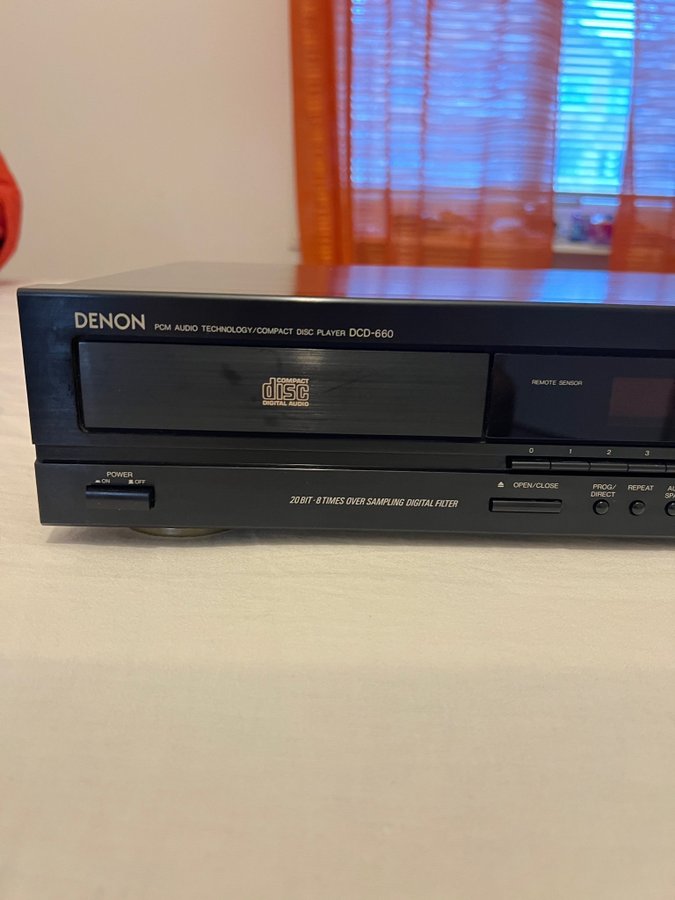 DENON PCM AUDIO TECHNOLOGY/COMPACT DISC PLAYER DCD-660
COMPACT
disc
DIGITAL AUDIO
REMOTE SENSOR
0 1 2 3
POWER
ON OFF
20 BIT · 8 TIMES OVER SAMPLING DIGITAL FILTER
OPEN/CLOSE
PROG/
DIRECT
REPEAT